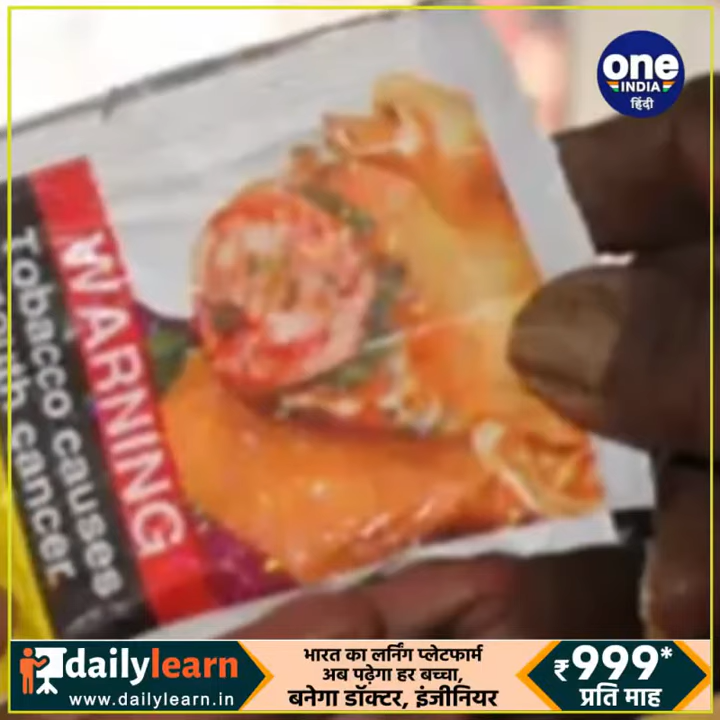 one
INDIA
हिंदी
WARNING
Tobacco causes
mouth cancer
dailylearn
www.dailylearn.in
भारत का लर्निंग प्लेटफार्म
अब पढ़ेगा हर बच्चा,
बनेगा डॉक्टर, इंजीनियर
₹999*
प्रति माह